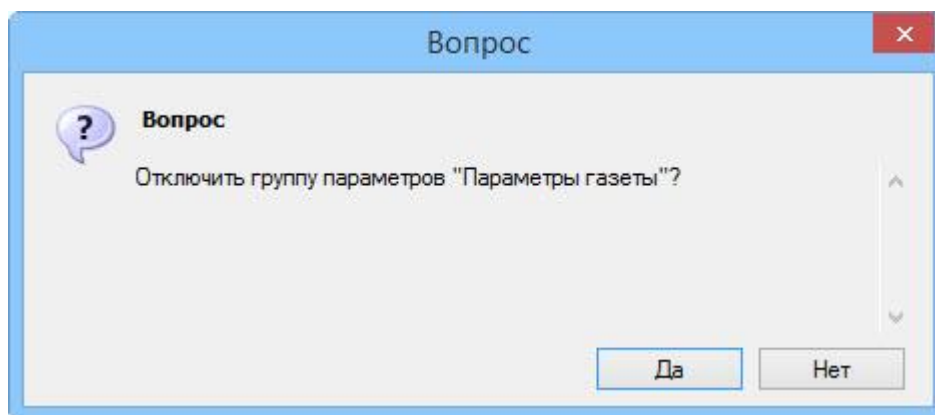 Вопрос
?
Вопрос
Отключить группу параметров "Параметры газеты"?
Да
Нет